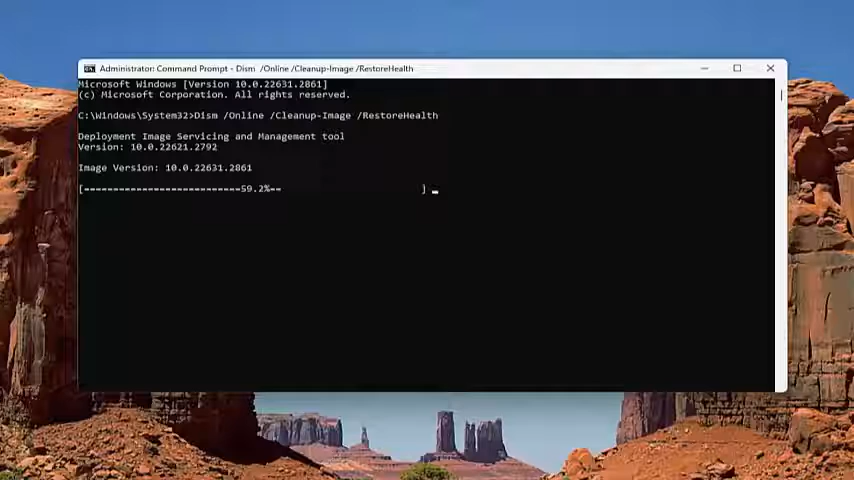 Administrator: Command Prompt - Dism  /Online /Cleanup-Image /RestoreHealth
Microsoft Windows [Version 10.0.22631.2861]
(c) Microsoft Corporation. All rights reserved.
C:\Windows\System32>Dism /Online /Cleanup-Image /RestoreHealth
Deployment Image Servicing and Management tool
Version: 10.0.22621.2792
Image Version: 10.0.22631.2861
[===========================59.2%==                        ]